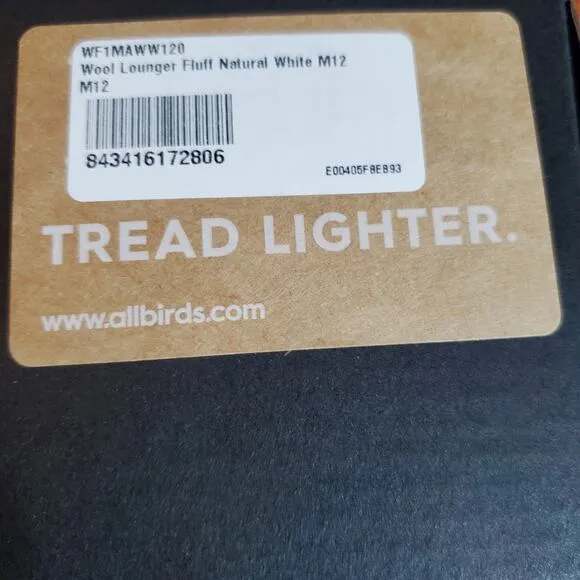 WF1MAWW120
Wool Lounger Fluff Natural White M12
M12
843416172806
E00405F8E893
TREAD LIGHTER.
www.allbirds.com